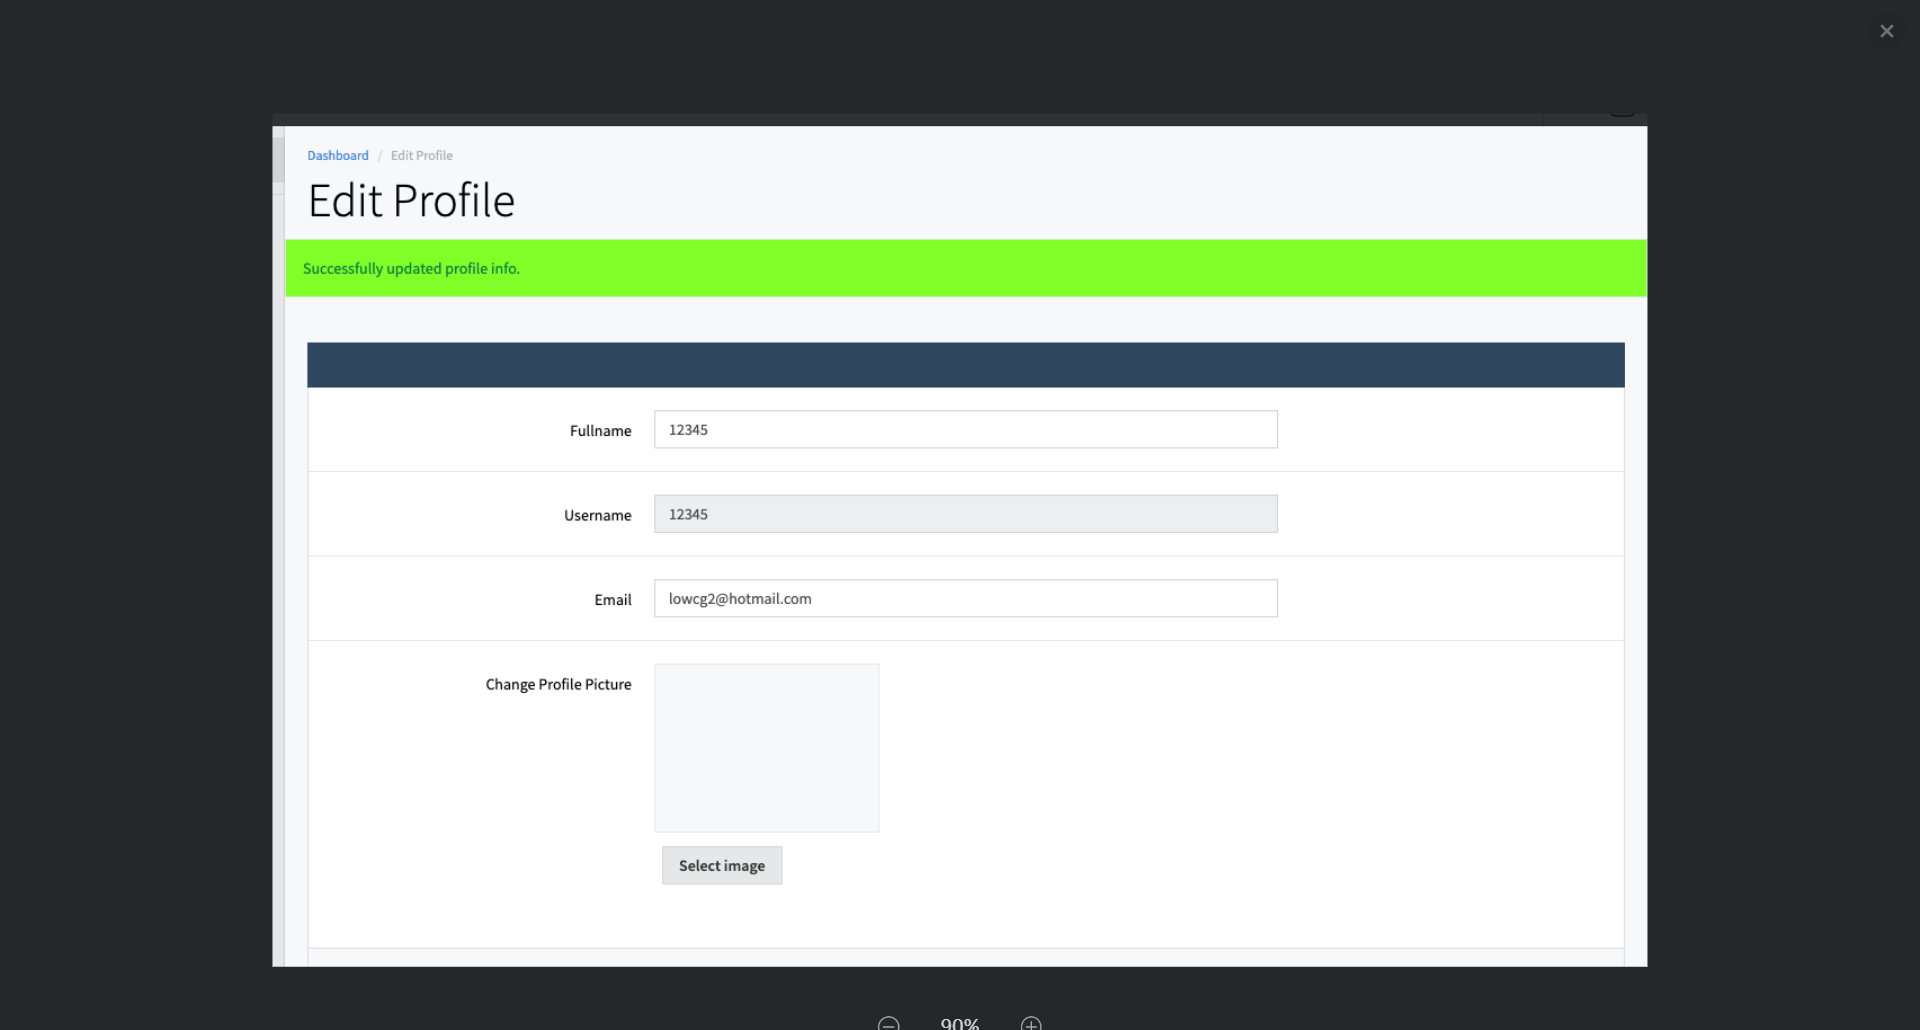 Dashboard / Edit Profile
Edit Profile
Successfully updated profile info.
Fullname 12345
Username 12345
Email lowcg2@hotmail.com
Change Profile Picture
Select image
90%